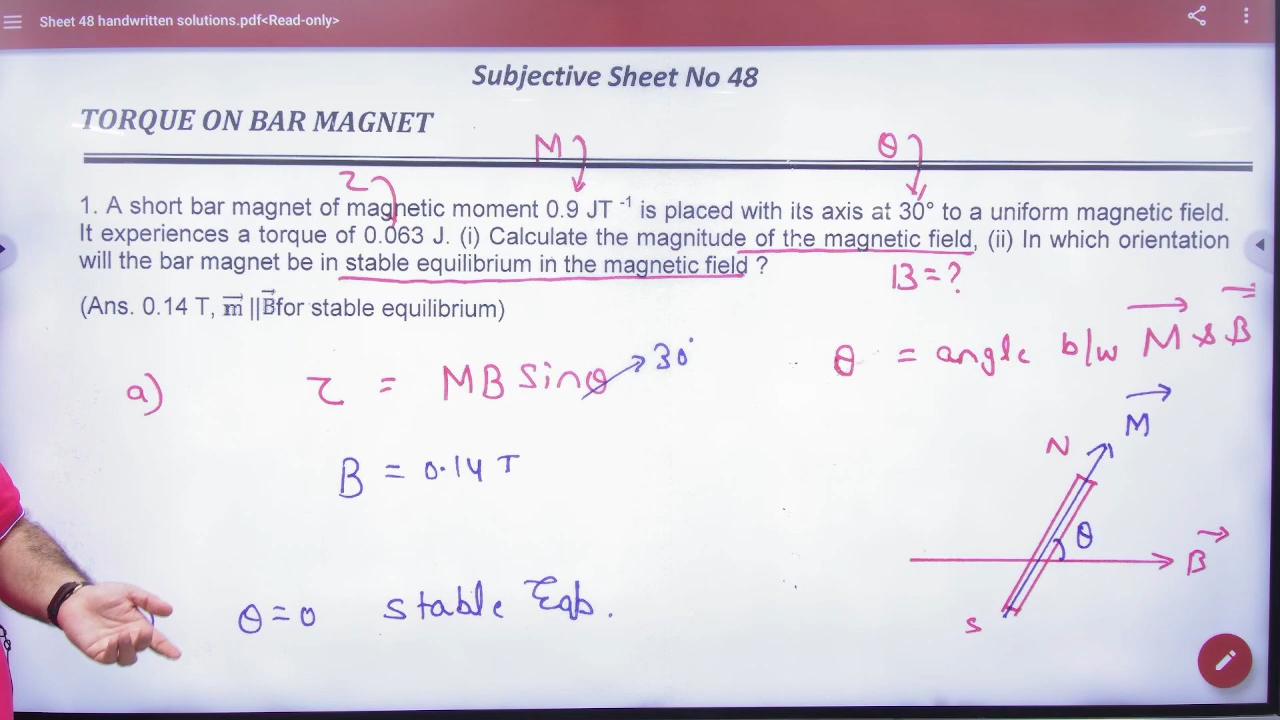 Sheet 48 handwritten solutions.pdf<Read-only>
Subjective Sheet No 48
TORQUE ON BAR MAGNET
M
θ
τ
1. A short bar magnet of magnetic moment 0.9 JT ⁻¹ is placed with its axis at 30° to a uniform magnetic field.
It experiences a torque of 0.063 J. (i) Calculate the magnitude of the magnetic field, (ii) In which orientation
will the bar magnet be in stable equilibrium in the magnetic field ?
B = ?
(Ans. 0.14 T, m⃗ ||B⃗for stable equilibrium)
θ = angle b/w M⃗ & B⃗
a) τ = MB Sinθ → 30°
M⃗
N
B = 0.14 T
θ
B⃗
θ = 0 Stable Eqb.
S